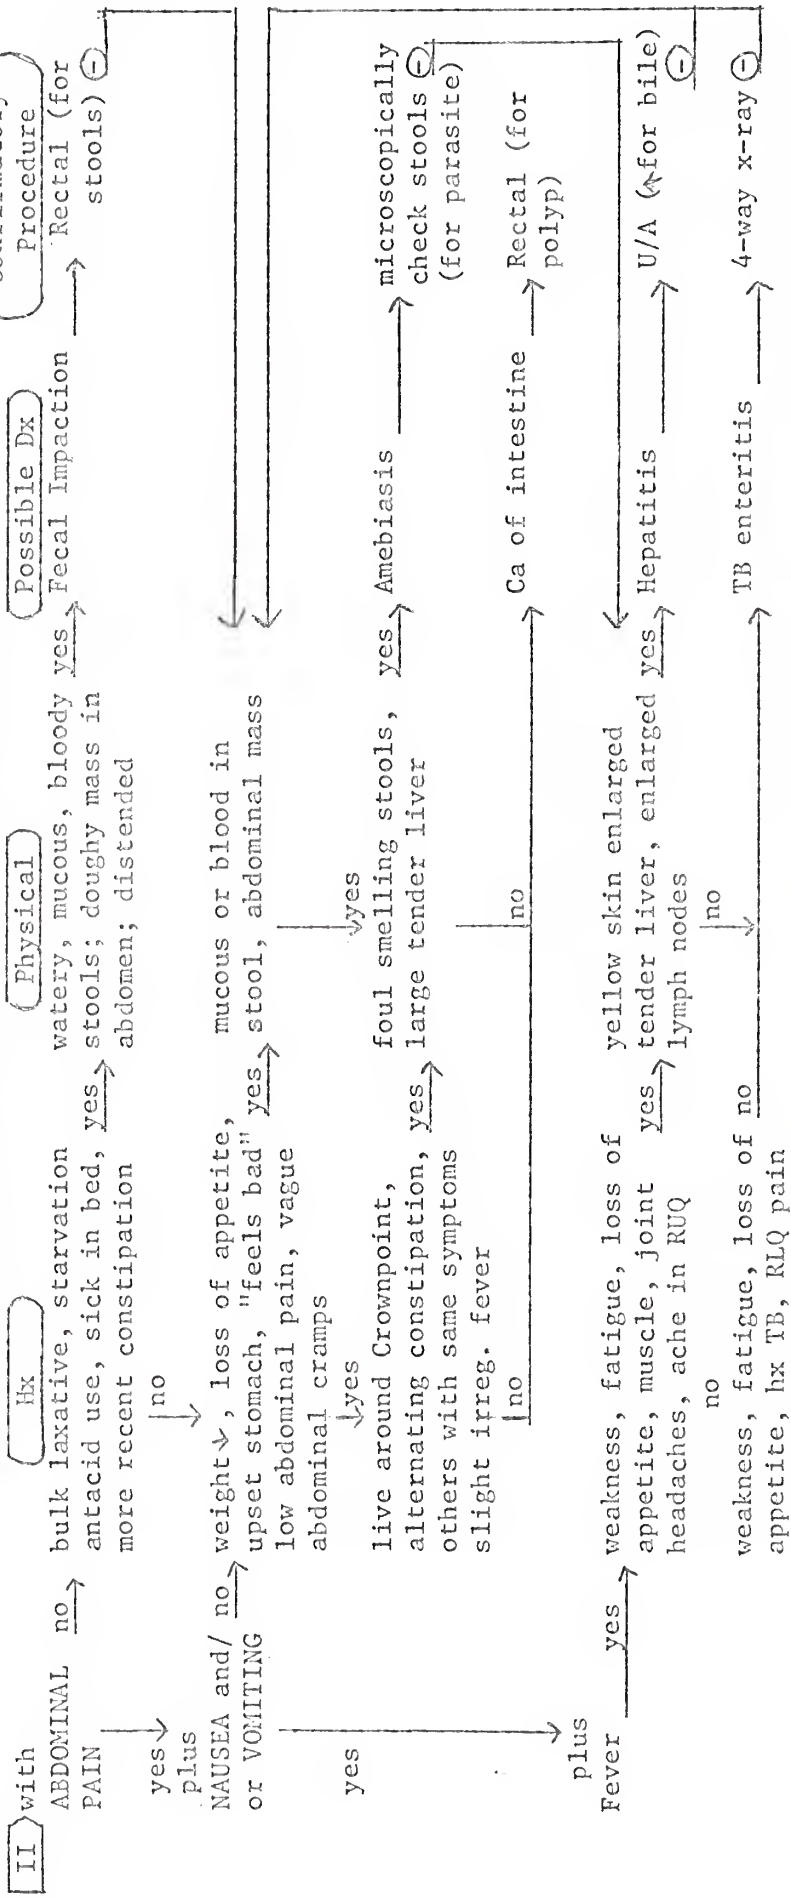 II with
ABDOMINAL
PAIN
no
yes
plus
NAUSEA and/
or VOMITING
no
yes
plus
Fever
yes
Hx
bulk laxative, starvation
antacid use, sick in bed,
more recent constipation
yes
no
weight ↓, loss of appetite,
upset stomach, "feels bad"
low abdominal pain, vague
abdominal cramps
yes
yes
live around Crownpoint,
alternating constipation,
others with same symptoms
slight irreg. fever
yes
no
weakness, fatigue, loss of
appetite, muscle, joint
headaches, ache in RUQ
yes
no
weakness, fatigue, loss of
appetite, hx TB, RLQ pain
no
Physical
watery, mucous, bloody
stools; doughy mass in
abdomen; distended
yes
mucous or blood in
stool, abdominal mass
yes
foul smelling stools,
large tender liver
yes
no
yellow skin enlarged
tender liver, enlarged
lymph nodes
yes
no
Possible Dx
Fecal Impaction
Amebiasis
Ca of intestine
Hepatitis
TB enteritis
Procedure
Rectal (for
stools) -
microscopically
check stools -
(for parasite)
Rectal (for
polyp)
U/A (↑ for bile)
-
4-way x-ray -